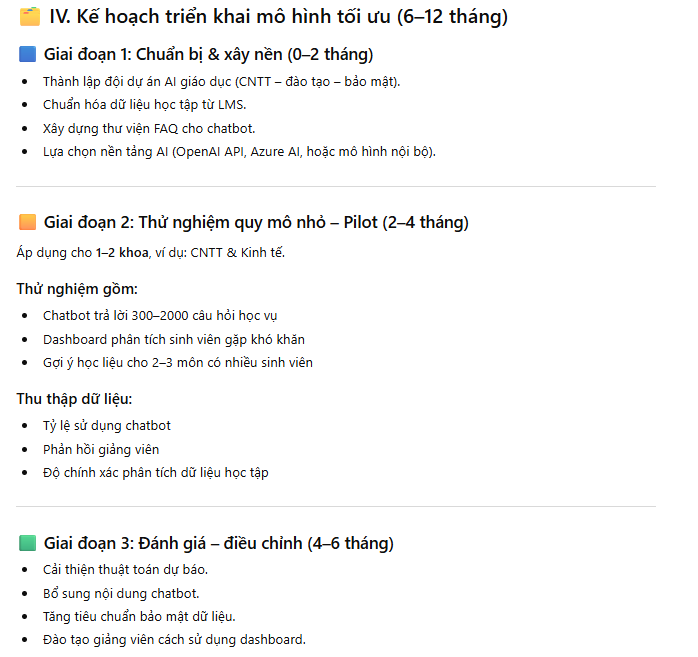 IV. Kế hoạch triển khai mô hình tối ưu (6–12 tháng)
Giai đoạn 1: Chuẩn bị & xây nền (0–2 tháng)
• Thành lập đội dự án AI giáo dục (CNTT – đào tạo – bảo mật).
• Chuẩn hóa dữ liệu học tập từ LMS.
• Xây dựng thư viện FAQ cho chatbot.
• Lựa chọn nền tảng AI (OpenAI API, Azure AI, hoặc mô hình nội bộ).
Giai đoạn 2: Thử nghiệm quy mô nhỏ – Pilot (2–4 tháng)
Áp dụng cho 1–2 khoa, ví dụ: CNTT & Kinh tế.
Thử nghiệm gồm:
• Chatbot trả lời 300–2000 câu hỏi học vụ
• Dashboard phân tích sinh viên gặp khó khăn
• Gợi ý học liệu cho 2–3 môn có nhiều sinh viên
Thu thập dữ liệu:
• Tỷ lệ sử dụng chatbot
• Phản hồi giảng viên
• Độ chính xác phân tích dữ liệu học tập
Giai đoạn 3: Đánh giá – điều chỉnh (4–6 tháng)
• Cải thiện thuật toán dự báo.
• Bổ sung nội dung chatbot.
• Tăng tiêu chuẩn bảo mật dữ liệu.
• Đào tạo giảng viên cách sử dụng dashboard.